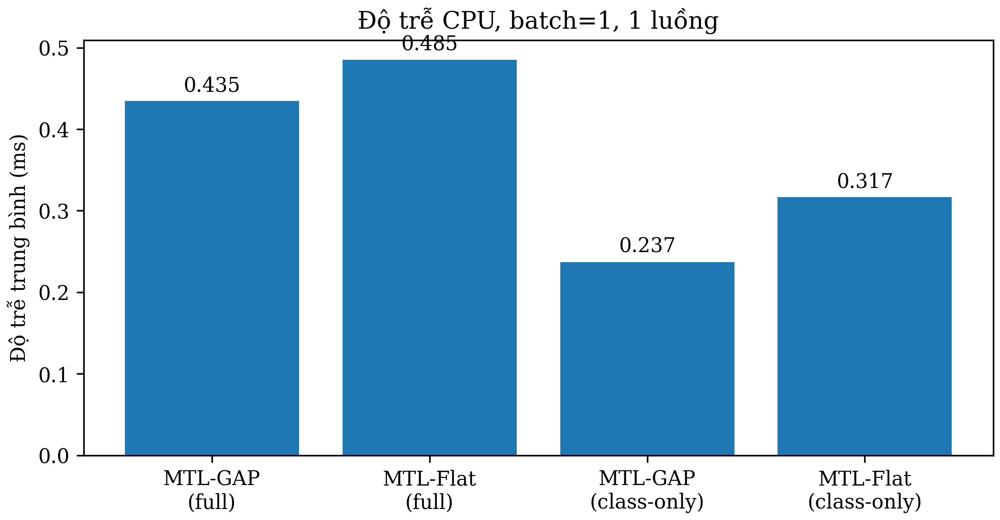 Độ trễ CPU, batch=1, 1 luồng
Độ trễ trung bình (ms)
0.5
0.4
0.3
0.2
0.1
0.0
0.435
0.485
0.237
0.317
MTL-GAP
(full)
MTL-Flat
(full)
MTL-GAP
(class-only)
MTL-Flat
(class-only)